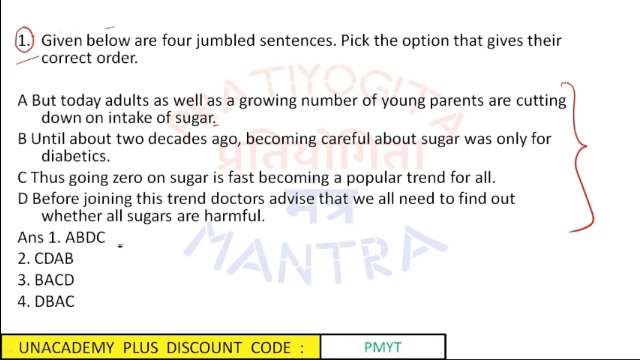 1. Given below are four jumbled sentences. Pick the option that gives their
correct order.
A But today adults as well as a growing number of young parents are cutting
down on intake of sugar.
B Until about two decades ago, becoming careful about sugar was only for
diabetics.
C Thus going zero on sugar is fast becoming a popular trend for all.
D Before joining this trend doctors advise that we all need to find out
whether all sugars are harmful.
Ans 1. ABDC
2. CDAB
3. BACD
4. DBAC
PRATIYOGITA
प्रतियोगिता
मंत्र
MANTRA
UNACADEMY PLUS DISCOUNT CODE :
PMYT